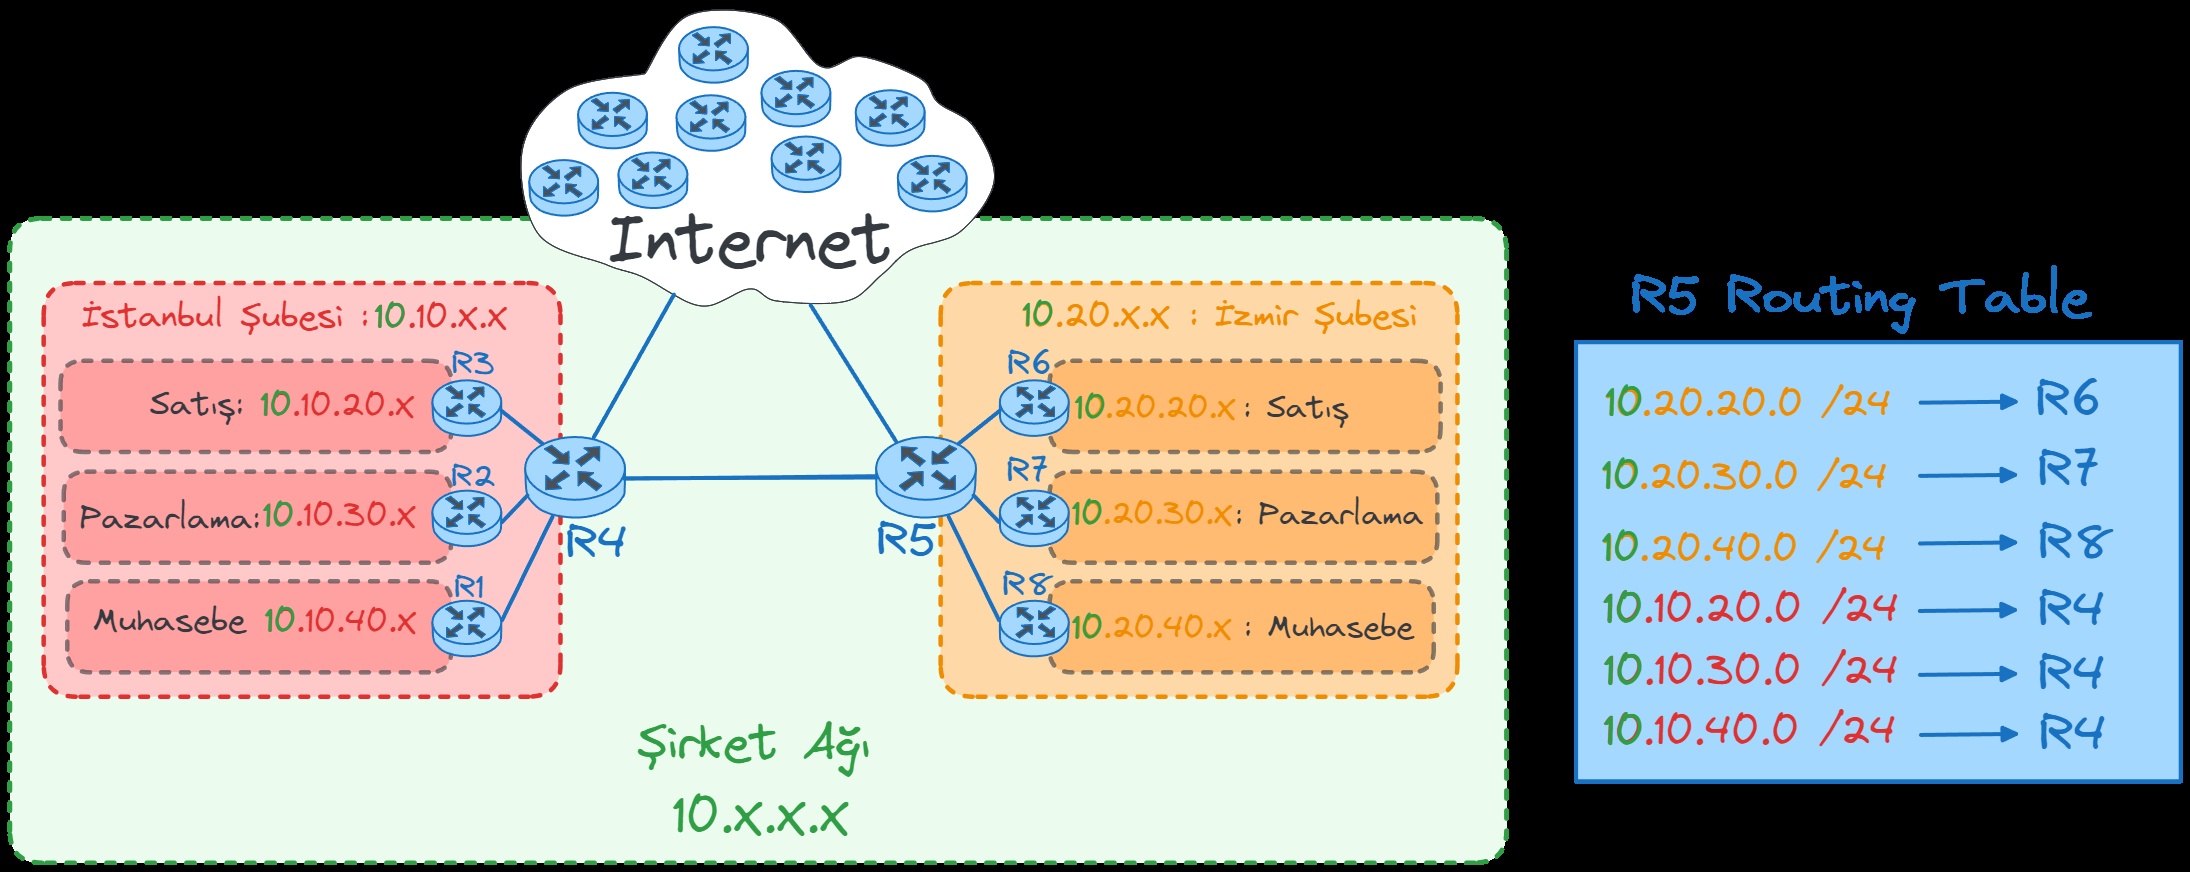 Internet
İstanbul Şubesi :10.10.x.x
R3
Satış: 10.10.20.x
R2
Pazarlama:10.10.30.x
R1
Muhasebe 10.10.40.x
R4
R5
10.20.x.x : İzmir Şubesi
R6
10.20.20.x : Satış
R7
10.20.30.x: Pazarlama
R8
10.20.40.x : Muhasebe
Şirket Ağı
10.x.x.x
R5 Routing Table
10.20.20.0 /24 R6
10.20.30.0 /24 R7
10.20.40.0 /24 R8
10.10.20.0 /24 R4
10.10.30.0 /24 R4
10.10.40.0 /24 R4